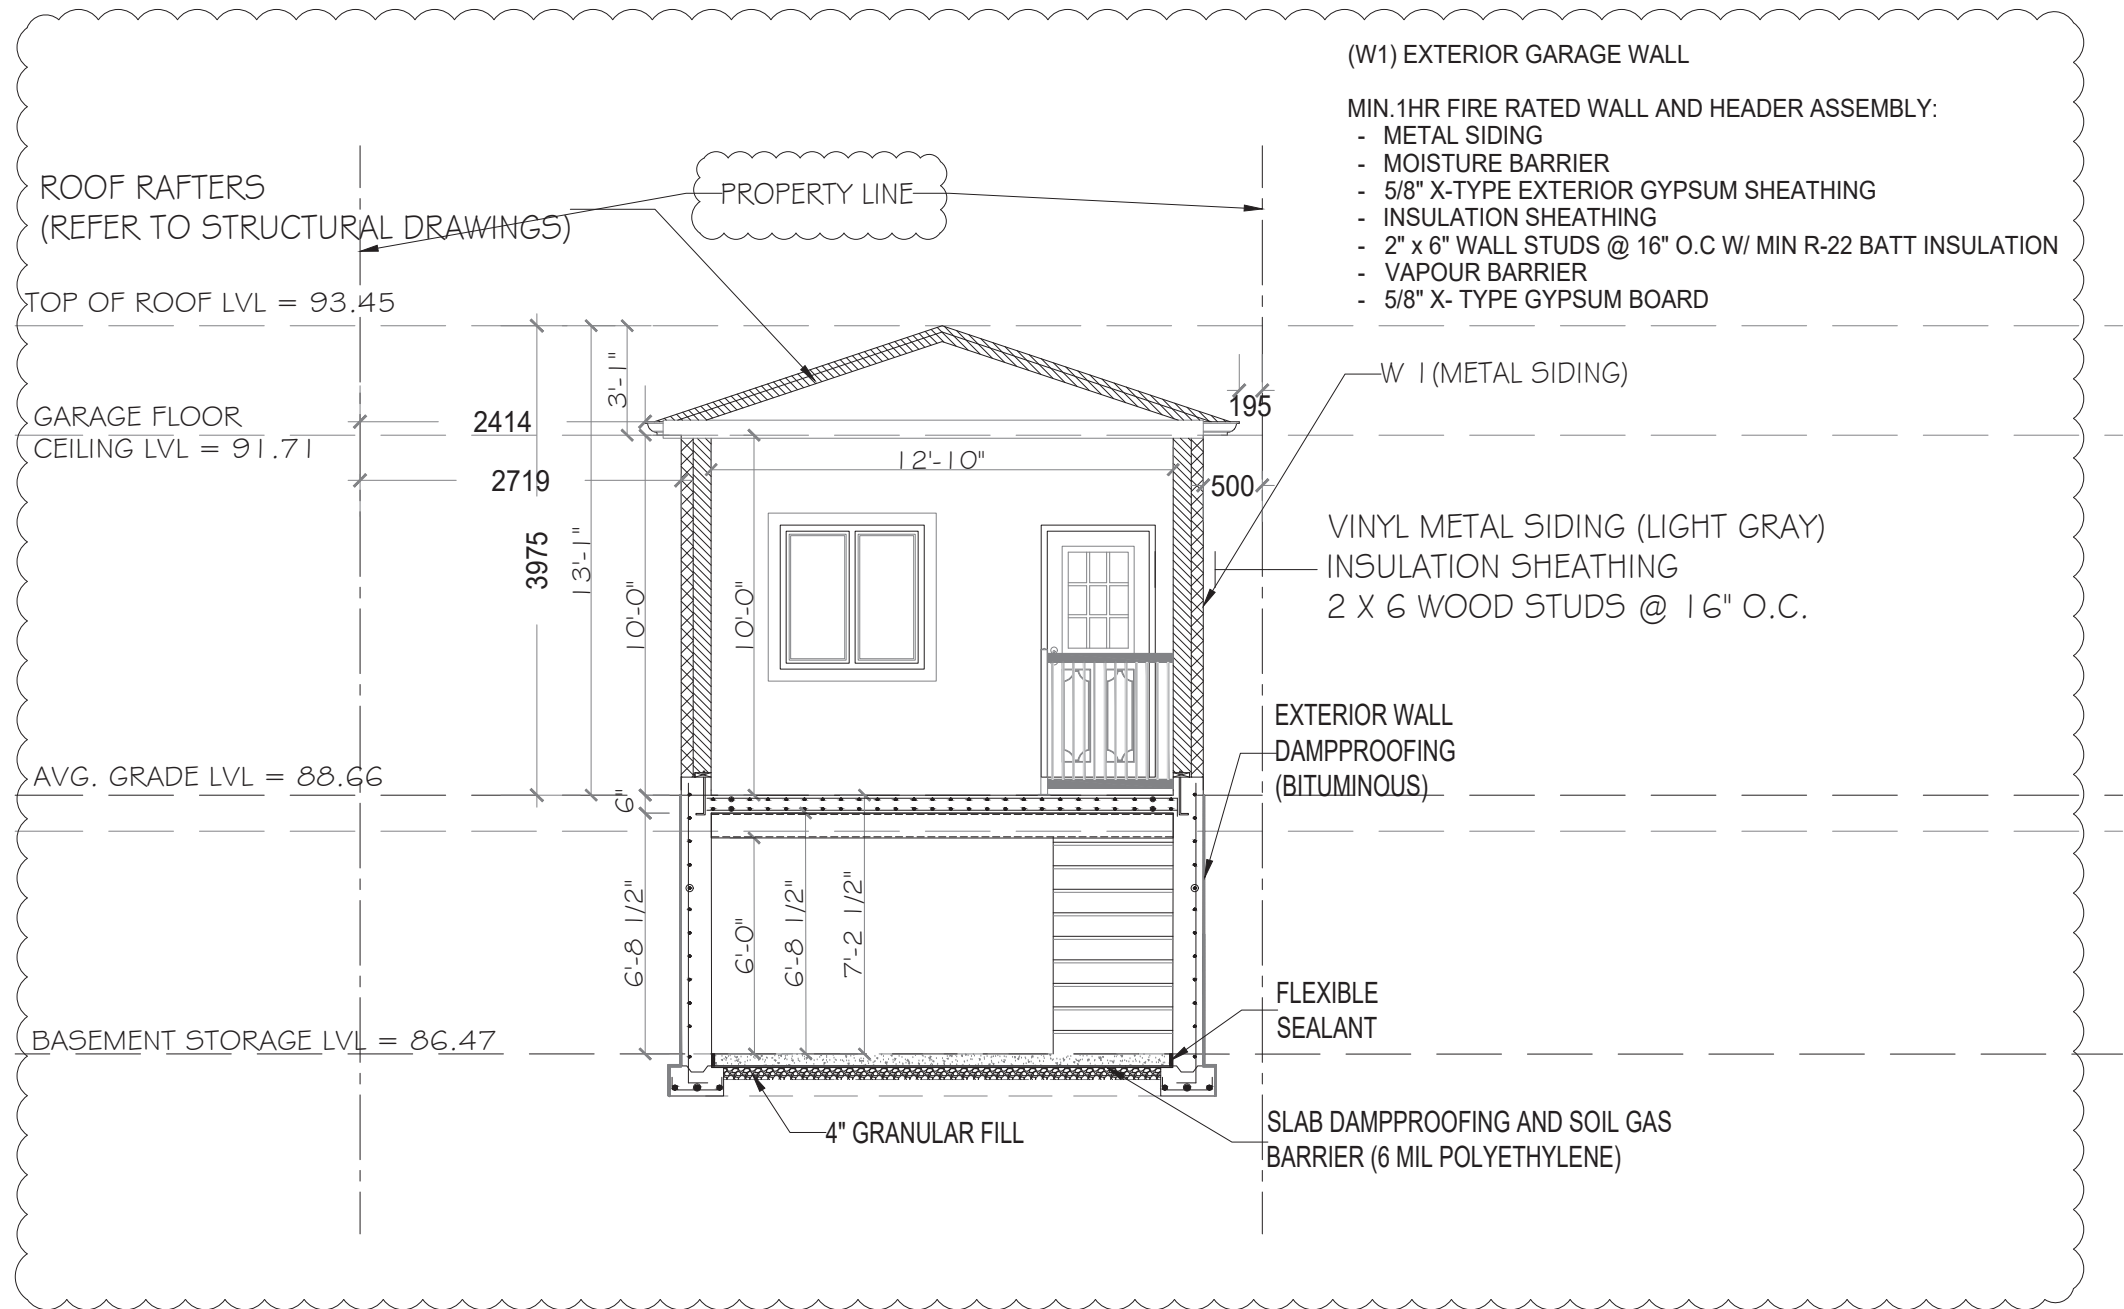 (W1) EXTERIOR GARAGE WALL
MIN.1HR FIRE RATED WALL AND HEADER ASSEMBLY:
- METAL SIDING
- MOISTURE BARRIER
- 5/8" X-TYPE EXTERIOR GYPSUM SHEATHING
- INSULATION SHEATHING
- 2" x 6" WALL STUDS @ 16" O.C W/ MIN R-22 BATT INSULATION
- VAPOUR BARRIER
- 5/8" X- TYPE GYPSUM BOARD
ROOF RAFTERS
(REFER TO STRUCTURAL DRAWINGS)
PROPERTY LINE
TOP OF ROOF LVL = 93.45
3'-1"
W 1(METAL SIDING)
195
GARAGE FLOOR
CEILING LVL = 91.71
2414
12'-10"
2719
500
3975
13'-1"
10'-0"
10'-0"
VINYL METAL SIDING (LIGHT GRAY)
INSULATION SHEATHING
2 X 6 WOOD STUDS @ 16" O.C.
EXTERIOR WALL
DAMPPROOFING
(BITUMINOUS)
AVG. GRADE LVL = 88.66
6"
6'-8 1/2"
6'-0"
6'-8 1/2"
7'-2 1/2"
FLEXIBLE
SEALANT
BASEMENT STORAGE LVL = 86.47
4" GRANULAR FILL
SLAB DAMPPROOFING AND SOIL GAS
BARRIER (6 MIL POLYETHYLENE)